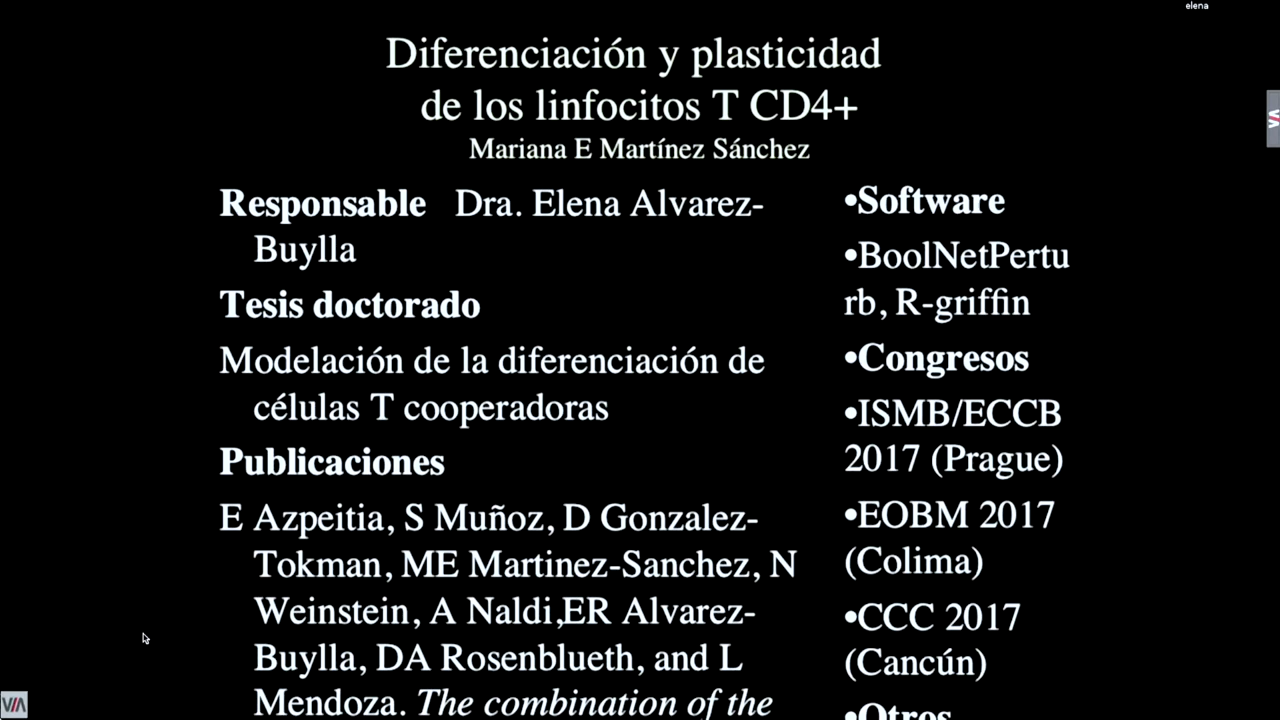 elena
Diferenciación y plasticidad
de los linfocitos T CD4+
Mariana E Martínez Sánchez
Responsable Dra. Elena Alvarez-
Buylla
Tesis doctorado
Modelación de la diferenciación de
células T cooperadoras
Publicaciones
E Azpeitia, S Muñoz, D Gonzalez-
Tokman, ME Martinez-Sanchez, N
Weinstein, A Naldi,ER Alvarez-
Buylla, DA Rosenblueth, and L
Mendoza. The combination of the
•Software
•BoolNetPertu
rb, R-griffin
•Congresos
•ISMB/ECCB
2017 (Prague)
•EOBM 2017
(Colima)
•CCC 2017
(Cancún)
•Otros